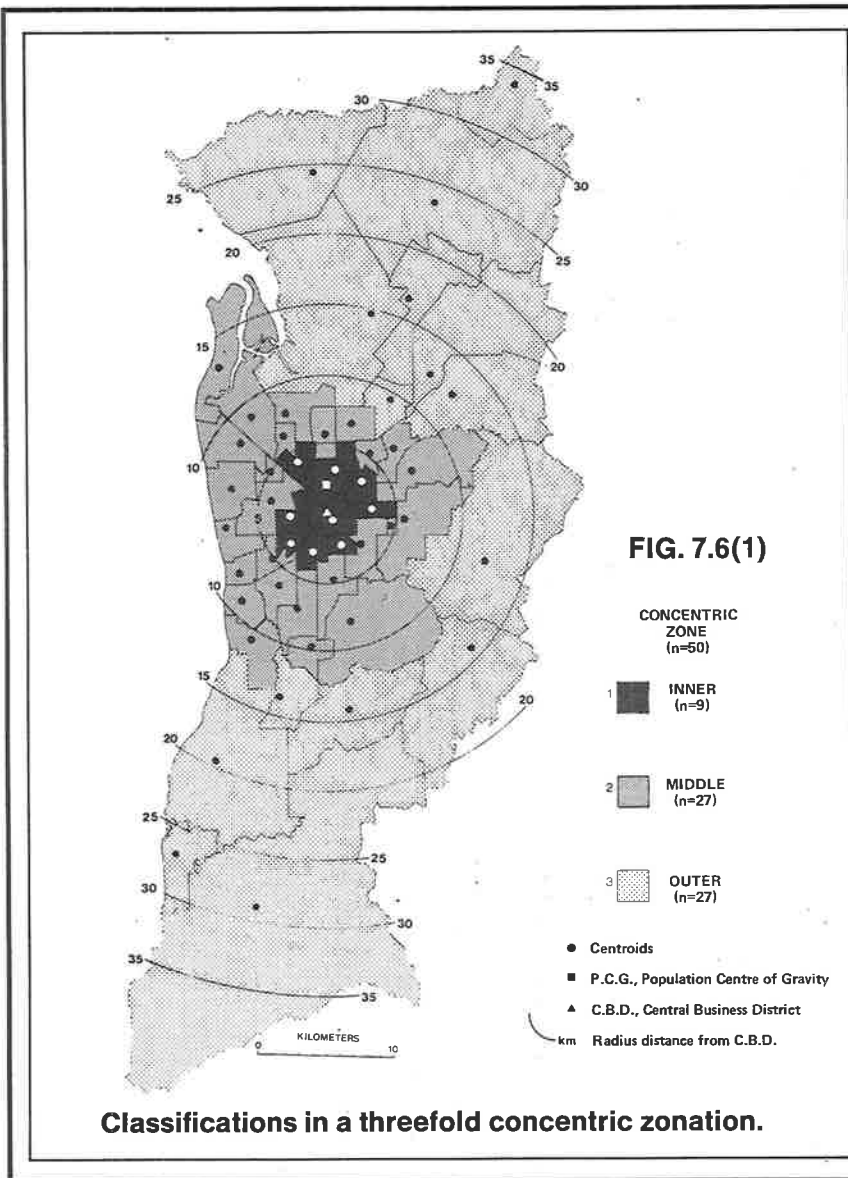 35
35
30
30
25
25
20
20
15
10
5
10
15
20
20
25
25
30
30
35
35
FIG. 7.6(1)
CONCENTRIC
ZONE
(n=50)
1 INNER
(n=9)
2 MIDDLE
(n=27)
3 OUTER
(n=27)
Centroids
P.C.G., Population Centre of Gravity
C.B.D., Central Business District
km Radius distance from C.B.D.
KILOMETERS
0 10
Classifications in a threefold concentric zonation.